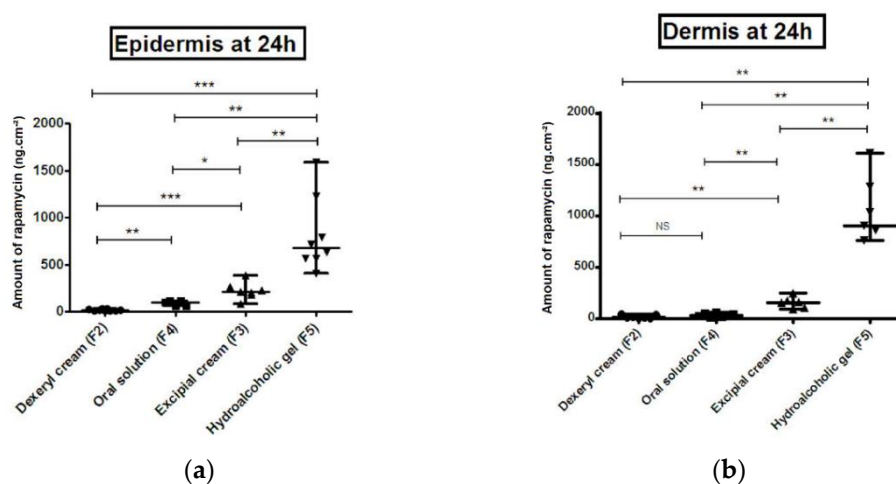 Epidermis at 24h
***
**
**
*
***
**
Amount of rapamycin (ng.cm⁻²)
2000
1500
1000
500
0
Dexeryl cream (F2)
Oral solution (F4)
Excipial cream (F3)
Hydroalcoholic gel (F5)
(a)
Dermis at 24h
**
**
**
**
**
NS
Amount of rapamycin (ng.cm⁻²)
2000
1500
1000
500
0
Dexeryl cream (F2)
Oral solution (F4)
Excipial cream (F3)
Hydroalcoholic gel (F5)
(b)